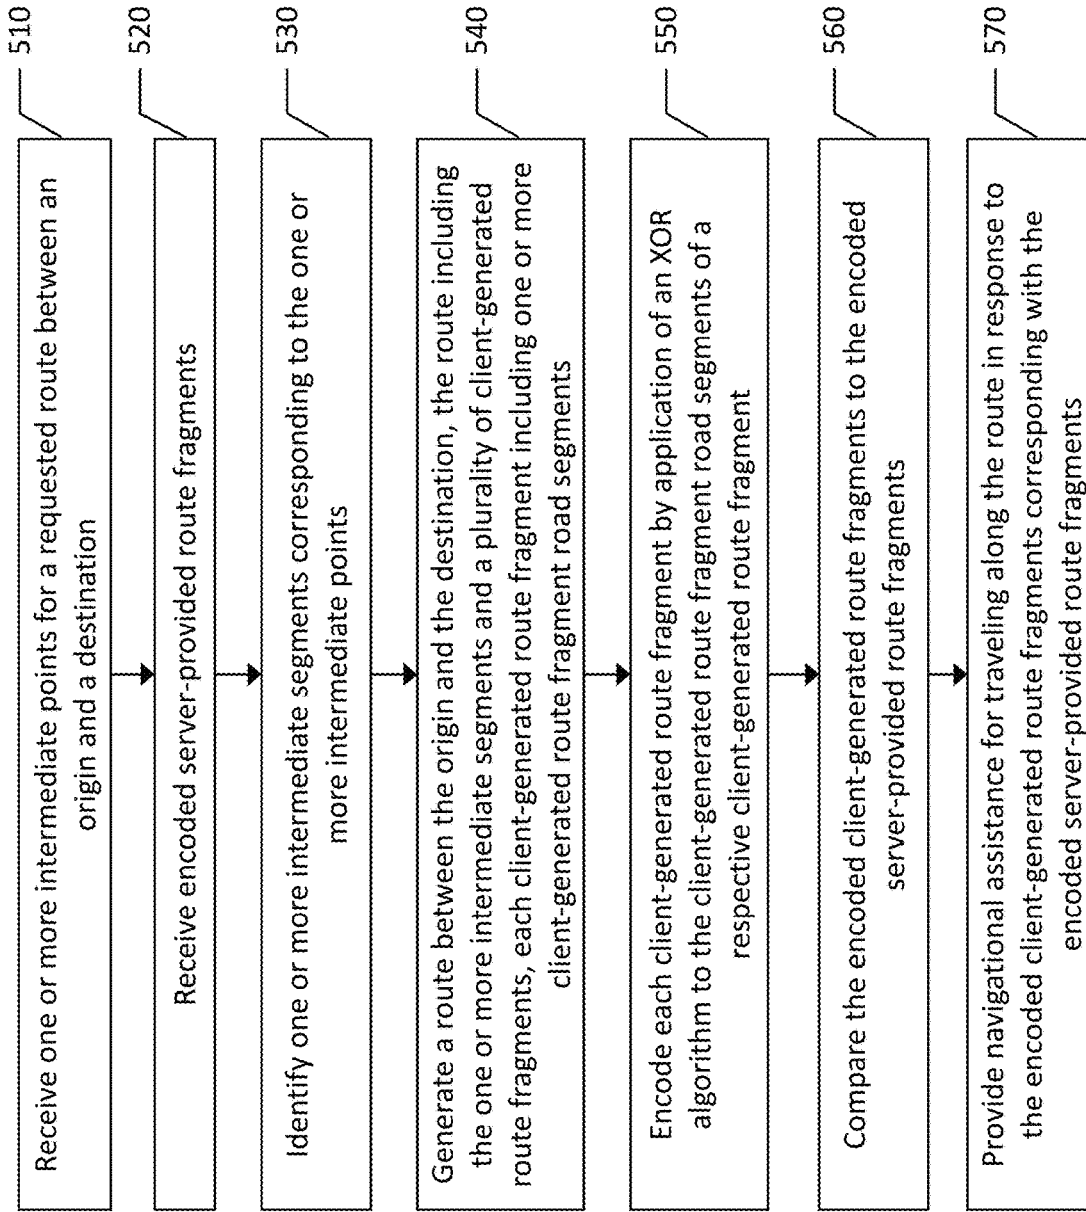 510
Receive one or more intermediate points for a requested route between an
origin and a destination
520
Receive encoded server-provided route fragments
530
Identify one or more intermediate segments corresponding to the one or
more intermediate points
540
Generate a route between the origin and the destination, the route including
the one or more intermediate segments and a plurality of client-generated
route fragments, each client-generated route fragment including one or more
client-generated route fragment road segments
550
Encode each client-generated route fragment by application of an XOR
algorithm to the client-generated route fragment road segments of a
respective client-generated route fragment
560
Compare the encoded client-generated route fragments to the encoded
server-provided route fragments
570
Provide navigational assistance for traveling along the route in response to
the encoded client-generated route fragments corresponding with the
encoded server-provided route fragments